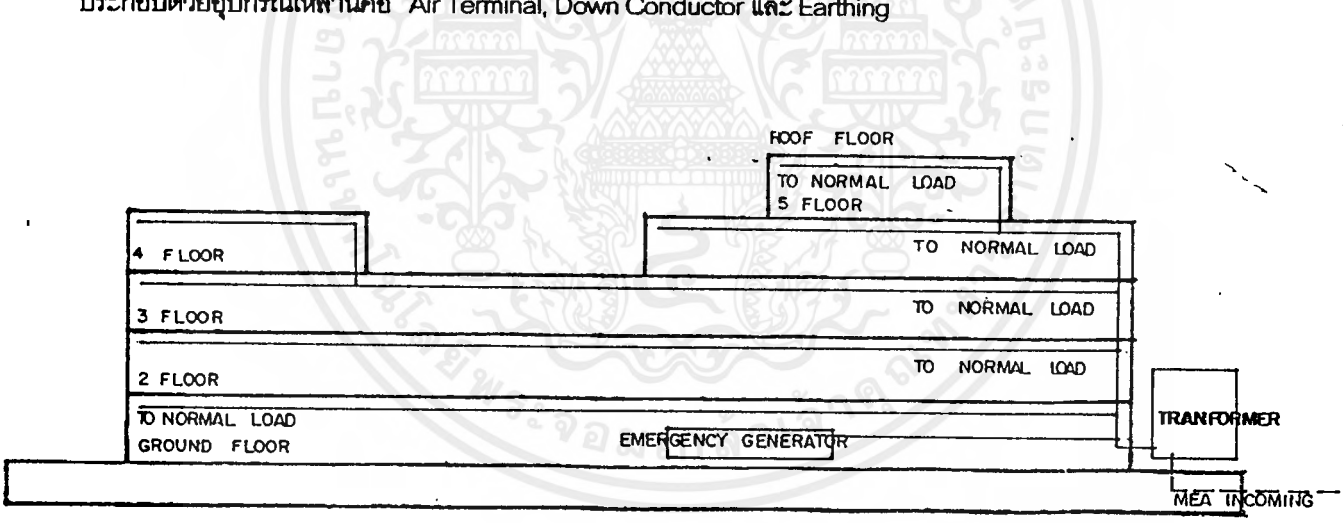 ประกอบด้วยอุปกรณ์เหล่านี้คือ Air Terminal, Down Conductor และ Earthing
ROOF FLOOR
TO NORMAL LOAD
5 FLOOR
4 FLOOR
TO NORMAL LOAD
3 FLOOR
TO NORMAL LOAD
2 FLOOR
TO NORMAL LOAD
TO NORMAL LOAD
GROUND FLOOR
EMERGENCY GENERATOR
TRANFORMER
MEA INCOMING